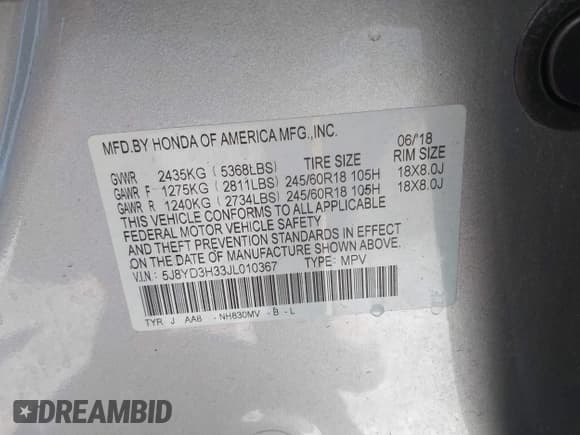 MFD.BY HONDA OF AMERICA MFG.,INC. 06/'18
GVWR 2435KG ( 5368LBS) TIRE SIZE RIM SIZE
GAWR F 1275KG ( 2811LBS) 245/60R18 105H 18X8.0J
GAWR R 1240KG ( 2734LBS) 245/60R18 105H 18X8.0J
THIS VEHICLE CONFORMS TO ALL APPLICABLE
FEDERAL MOTOR VEHICLE SAFETY
AND THEFT PREVENTION STANDARDS IN EFFECT
ON THE DATE OF MANUFACTURE SHOWN ABOVE.
V.I.N.: 5J8YD3H33JL010367 TYPE: MPV
TYR J AA8 - NH830MV - B - L
DREAMBID